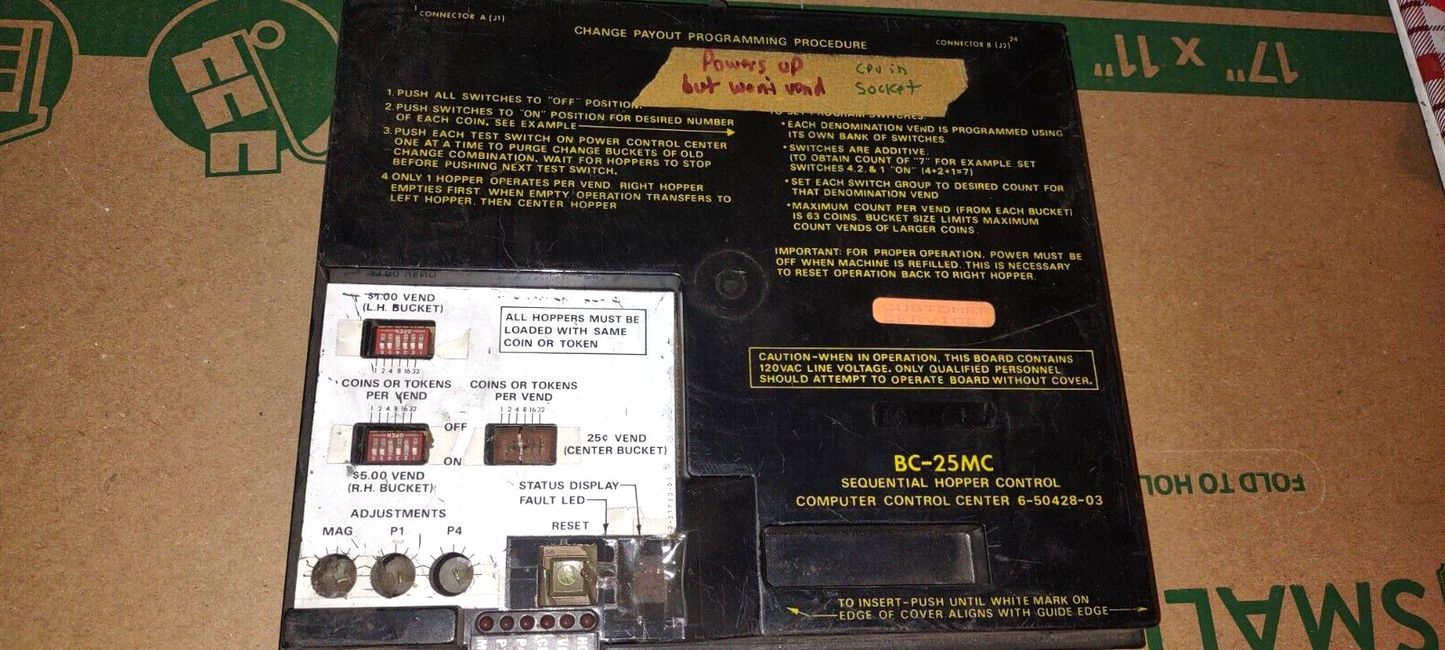 1
CONNECTOR A (J1)
CHANGE PAYOUT PROGRAMMING PROCEDURE
CONNECTOR B (J2)
24
Powers up
but won't vend
CPU in
Socket
17" X 11"
1. PUSH ALL SWITCHES TO "OFF" POSITION.
2. PUSH SWITCHES TO "ON" POSITION FOR DESIRED NUMBER
OF EACH COIN. SEE EXAMPLE
3. PUSH EACH TEST SWITCH ON POWER CONTROL CENTER
ONE AT A TIME TO PURGE CHANGE BUCKETS OF OLD
CHANGE COMBINATION. WAIT FOR HOPPERS TO STOP
BEFORE PUSHING NEXT TEST SWITCH.
4. ONLY 1 HOPPER OPERATES PER VEND. RIGHT HOPPER
EMPTIES FIRST. WHEN EMPTY OPERATION TRANSFERS TO
LEFT HOPPER, THEN CENTER HOPPER
TO SET PROGRAM SWITCHES
• EACH DENOMINATION VEND IS PROGRAMMED USING
ITS OWN BANK OF SWITCHES.
• SWITCHES ARE ADDITIVE.
(TO OBTAIN COUNT OF "7" FOR EXAMPLE SET
SWITCHES 4,2, & 1 "ON" (4+2+1=7)
• SET EACH SWITCH GROUP TO DESIRED COUNT FOR
THAT DENOMINATION VEND
• MAXIMUM COUNT PER VEND (FROM EACH BUCKET)
IS 63 COINS. BUCKET SIZE LIMITS MAXIMUM
COUNT VENDS OF LARGER COINS.
IMPORTANT: FOR PROPER OPERATION, POWER MUST BE
OFF WHEN MACHINE IS REFILLED. THIS IS NECESSARY
TO RESET OPERATION BACK TO RIGHT HOPPER.
CUSTOMER
SERVICE
CAUTION-WHEN IN OPERATION, THIS BOARD CONTAINS
120VAC LINE VOLTAGE. ONLY QUALIFIED PERSONNEL
SHOULD ATTEMPT TO OPERATE BOARD WITHOUT COVER.
$1.00 VEND
(L.H. BUCKET)
OPEN
1 2 4 8 16 32
ALL HOPPERS MUST BE
LOADED WITH SAME
COIN OR TOKEN
COINS OR TOKENS
PER VEND
1 2 4 8 16 32
OPEN
COINS OR TOKENS
PER VEND
1 2 4 8 16 32
OFF
ON
25¢ VEND
(CENTER BUCKET)
$5.00 VEND
(R.H. BUCKET)
STATUS DISPLAY
FAULT LED
RESET
ADJUSTMENTS
MAG
P1
P4
BC-25MC
SEQUENTIAL HOPPER CONTROL
COMPUTER CONTROL CENTER 6-50428-03
TO INSERT-PUSH UNTIL WHITE MARK ON
EDGE OF COVER ALIGNS WITH GUIDE EDGE
FOLD TO HOL
SMAL